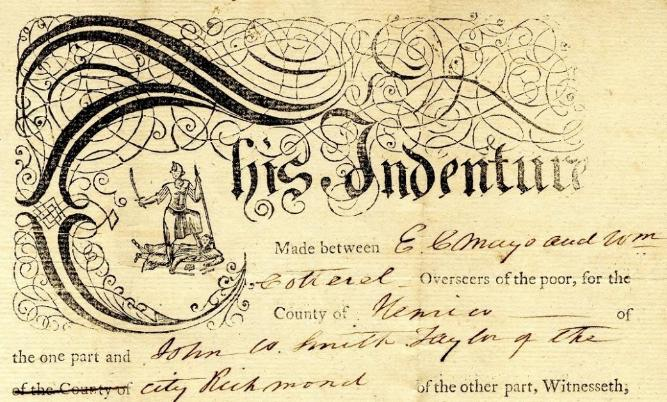 This Indenture
Made between E. C. Mayo and Wm
Cotterel Overseers of the poor, for the
County of Henrico of
the one part and John W. Smith Taylor of the
of the County of city Richmond of the other part, Witnesseth,